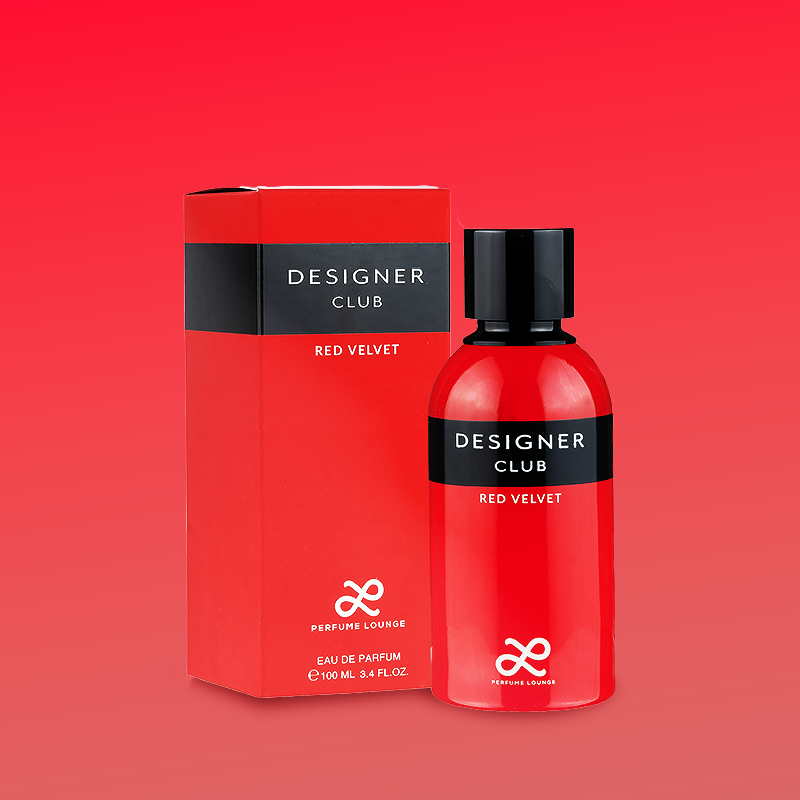 DESIGNER
CLUB
RED VELVET
PERFUME LOUNGE
EAU DE PARFUM
℮ 100 ML 3.4 FL.OZ.
DESIGNER
CLUB
RED VELVET
PERFUME LOUNGE